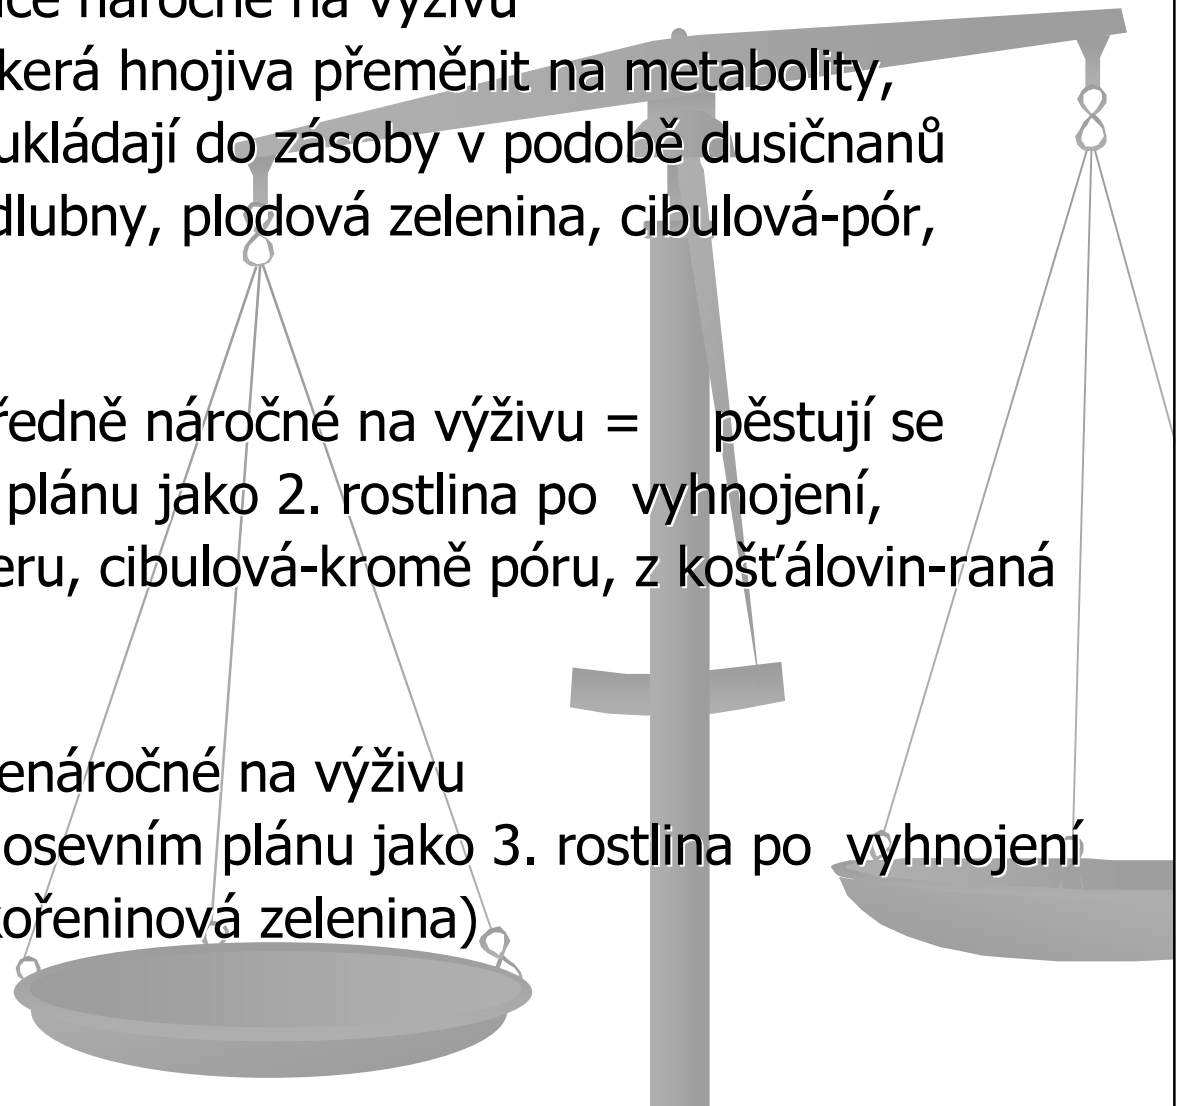 náročné na výživu
kerá hnojiva přeměnit na metabolity,
ukládají do zásoby v podobě dusičnanů
dlubny, plodová zelenina, cibulová-pór,
ředně náročné na výživu = pěstují se
plánu jako 2. rostlina po vyhnojení,
eru, cibulová-kromě póru, z košťálovin-raná
enáročné na výživu
osevním plánu jako 3. rostlina po vyhnojení
kořeninová zelenina)